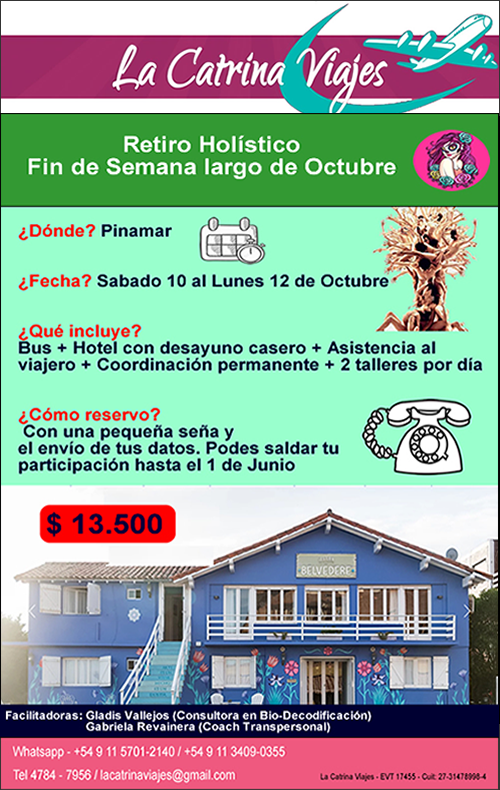 La Catrina Viajes
Retiro Holístico
Fin de Semana largo de Octubre
¿Dónde? Pinamar
¿Fecha? Sabado 10 al Lunes 12 de Octubre
¿Qué incluye?
Bus + Hotel con desayuno casero + Asistencia al
viajero + Coordinación permanente + 2 talleres por día
¿Cómo reservo?
Con una pequeña seña y
el envío de tus datos. Podes saldar tu
participación hasta el 1 de Junio
$ 13.500
BELVEDERE
Facilitadoras: Gladis Vallejos (Consultora en Bio-Decodificación)
Gabriela Revainera (Coach Transpersonal)
Whatsapp - +54 9 11 5701-2140 / +54 9 11 3409-0355
Tel 4784 - 7956 / lacatrinaviajes@gmail.com
La Catrina Viajes - EVT 17455 - Cuit: 27-31478998-4